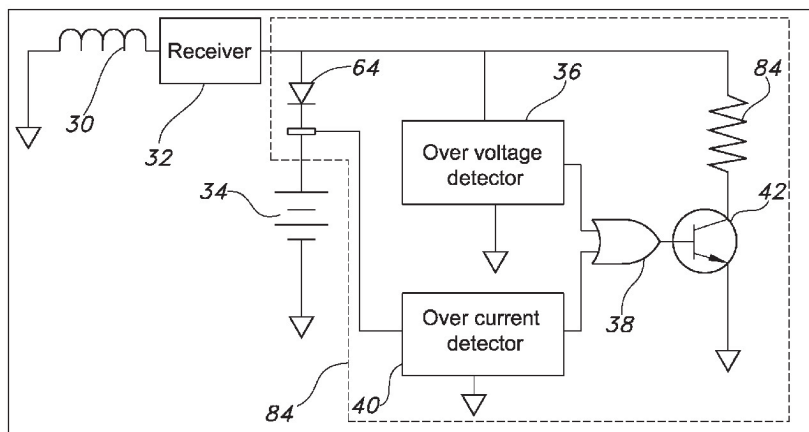 Receiver
64
30
32
36
84
Over voltage
detector
34
42
38
Over current
detector
84
40